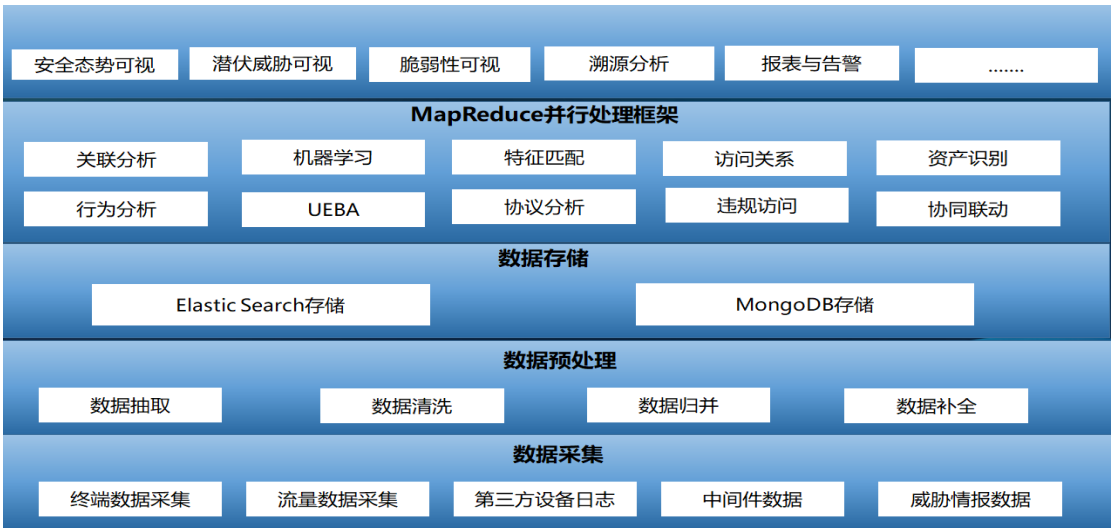 安全态势可视 潜伏威胁可视 脆弱性可视 溯源分析 报表与告警 .......
MapReduce并行处理框架
关联分析 机器学习 特征匹配 访问关系 资产识别
行为分析 UEBA 协议分析 违规访问 协同联动
数据存储
Elastic Search存储 MongoDB存储
数据预处理
数据抽取 数据清洗 数据归并 数据补全
数据采集
终端数据采集 流量数据采集 第三方设备日志 中间件数据 威胁情报数据